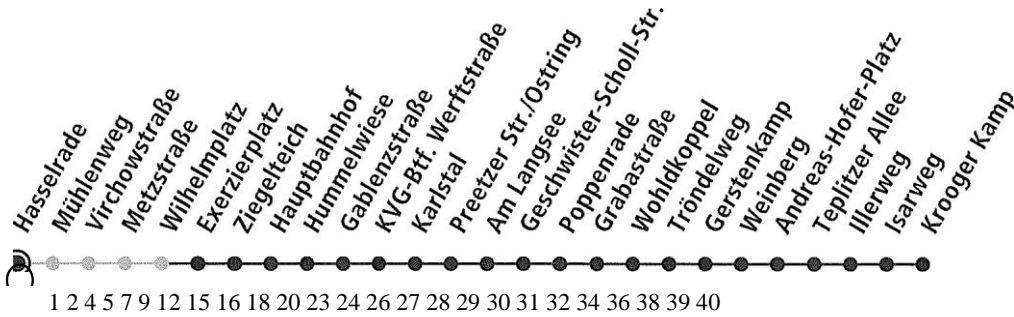 Hasselrade
Mühlenweg
Virchowstraße
Metzstraße
Wilhelmplatz
Exerzierplatz
Ziegelteich
Hauptbahnhof
Hummelwiese
Gablenzstraße
KVG-Btf. Werftstraße
Karlstal
Preetzer Str./Ostring
Am Langsee
Geschwister-Scholl-Str.
Poppenrade
Grabastraße
Wohldkoppel
Tröndelweg
Gerstenkamp
Weinberg
Andreas-Hofer-Platz
Teplitzer Allee
Illerweg
Isarweg
Krooger Kamp
1 2 4 5 7 9 12 15 16 18 20 23 24 26 27 28 29 30 31 32 34 36 38 39 40